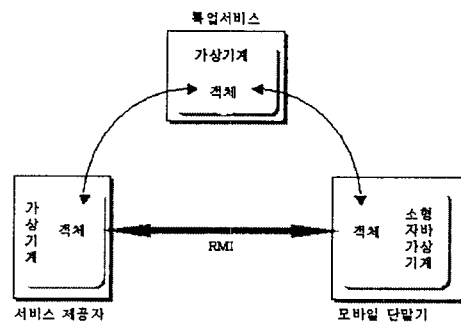 룩업서비스
가상기계
객체
가상기계
객체
RMI
객체
소형자바가상기계
서비스 제공자
모바일 단말기